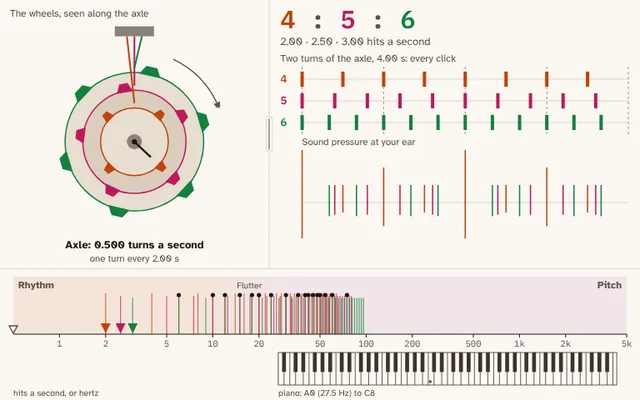 The wheels, seen along the axle
4 : 5 : 6
2.00 · 2.50 · 3.00 hits a second
Two turns of the axle, 4.00 s: every click
4
5
6
Sound pressure at your ear
Axle: 0.500 turns a second
one turn every 2.00 s
Rhythm
Flutter
Pitch
1 2 5 10 20 50 100 200 500 1k 2k 5k
hits a second, or hertz
piano: A0 (27.5 Hz) to C8